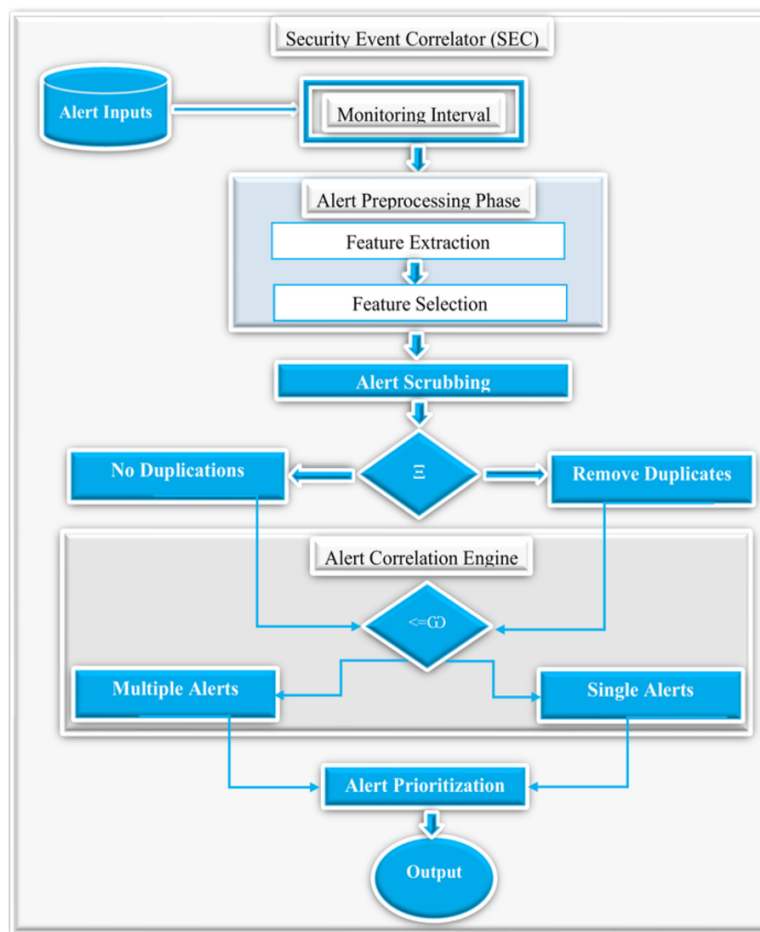 Security Event Correlator (SEC)
Alert Inputs
Monitoring Interval
Alert Preprocessing Phase
Feature Extraction
Feature Selection
Alert Scrubbing
Ξ
No Duplications
Remove Duplicates
Alert Correlation Engine
Multiple Alerts
Single Alerts
Alert Prioritization
Output